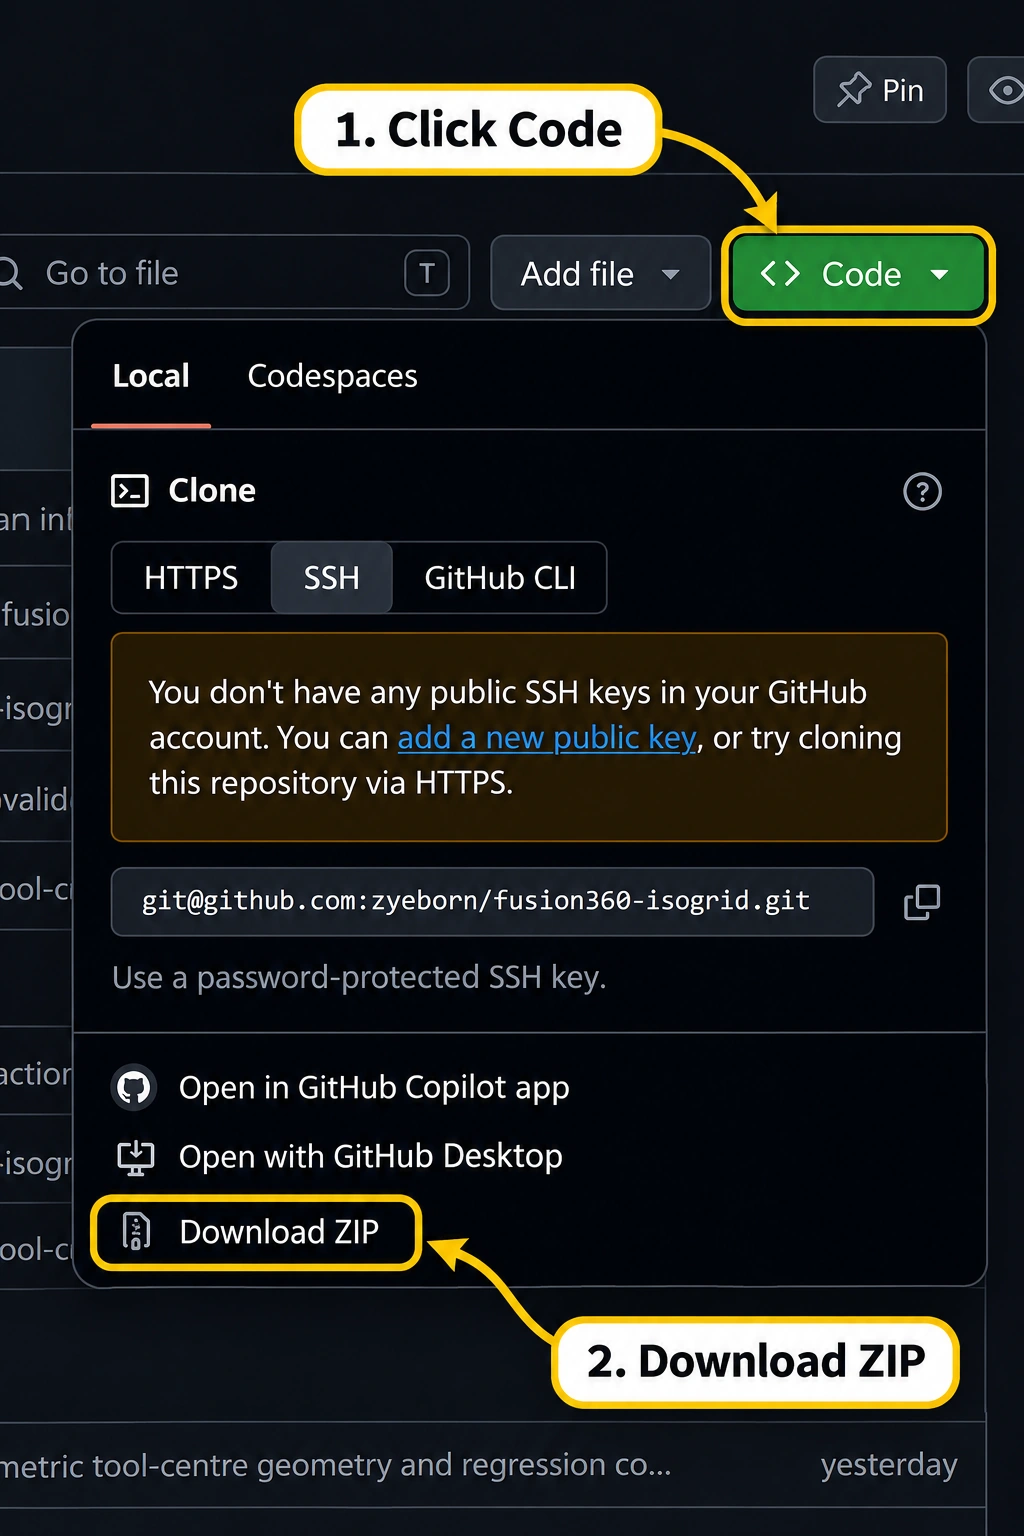 Pin
1. Click Code
Go to file
T
Add file
<> Code
Local
Codespaces
Clone
HTTPS
SSH
GitHub CLI
You don't have any public SSH keys in your GitHub
account. You can add a new public key, or try cloning
this repository via HTTPS.
git@github.com:zyeborn/fusion360-isogrid.git
Use a password-protected SSH key.
Open in GitHub Copilot app
Open with GitHub Desktop
Download ZIP
2. Download ZIP
metric tool-centre geometry and regression co...
yesterday